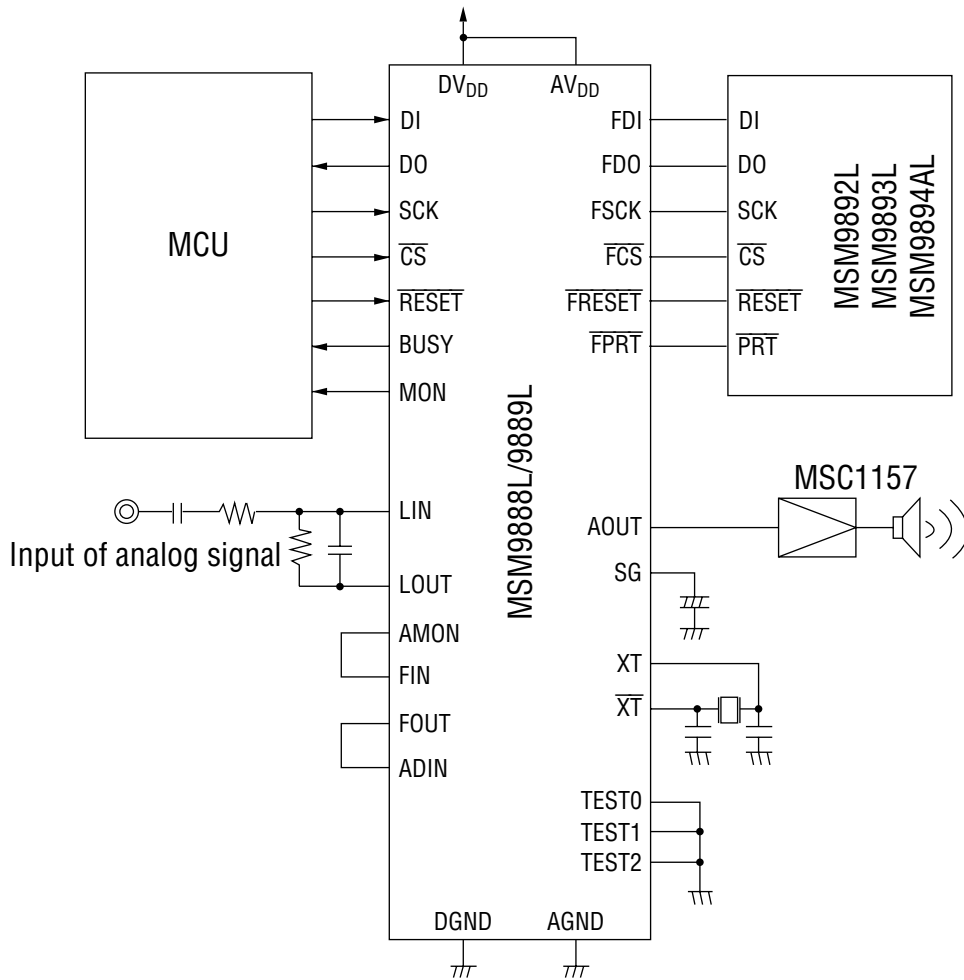 DVDD AVDD
MCU
DI
DO
SCK
CS
RESET
BUSY
MON
LIN
LOUT
AMON
FIN
FOUT
ADIN
DGND AGND
Input of analog signal
MSM9888L/9889L
FDI
FDO
FSCK
FCS
FRESET
FPRT
AOUT
SG
XT
XT
TEST0
TEST1
TEST2
DI
DO
SCK
CS
RESET
PRT
MSM9892L
MSM9893L
MSM9894AL
MSC1157